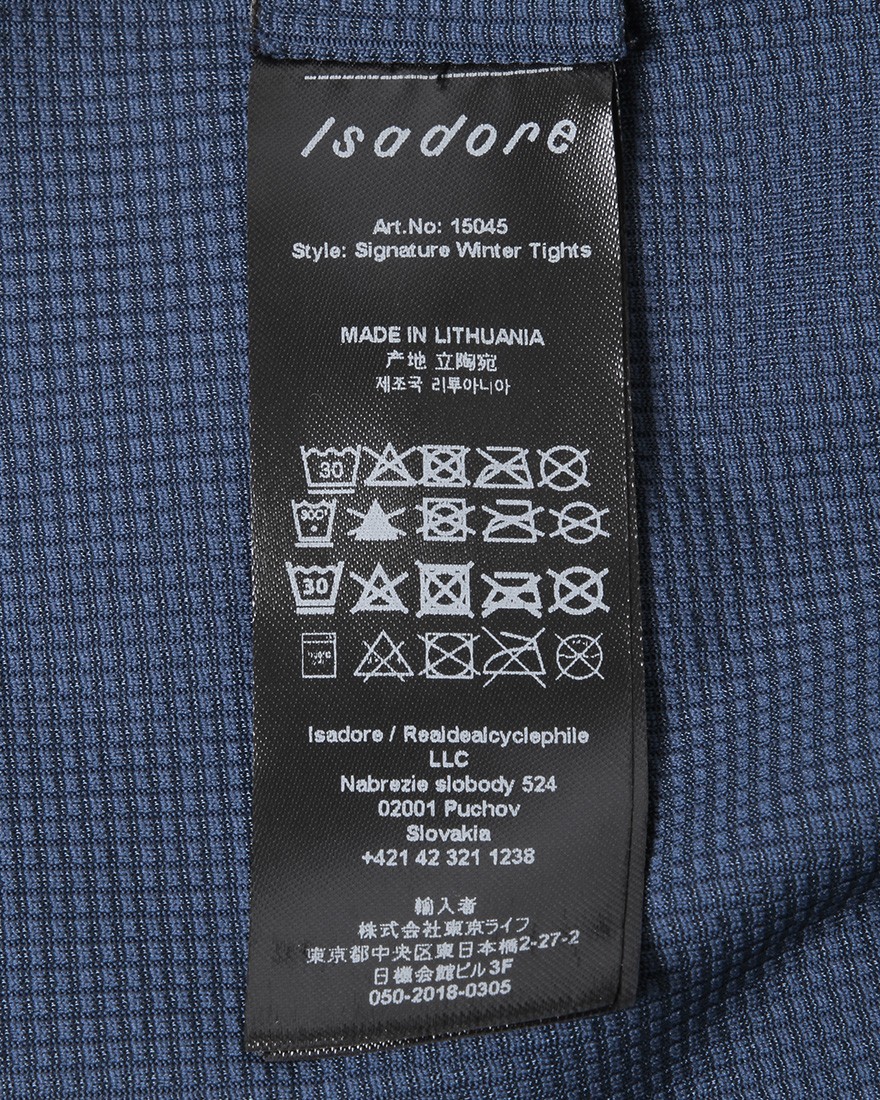 Isadore
Art.No: 15045
Style: Signature Winter Tights
MADE IN LITHUANIA
产地 立陶宛
제조국 리투아니아
30
30
Isadore / Realdealcyclephile
LLC
Nabrezie slobody 524
02001 Puchov
Slovakia
+421 42 321 1238
輸入者
株式会社東京ライフ
東京都中央区東日本橋2-27-2
日機会館ビル3F
050-2018-0305